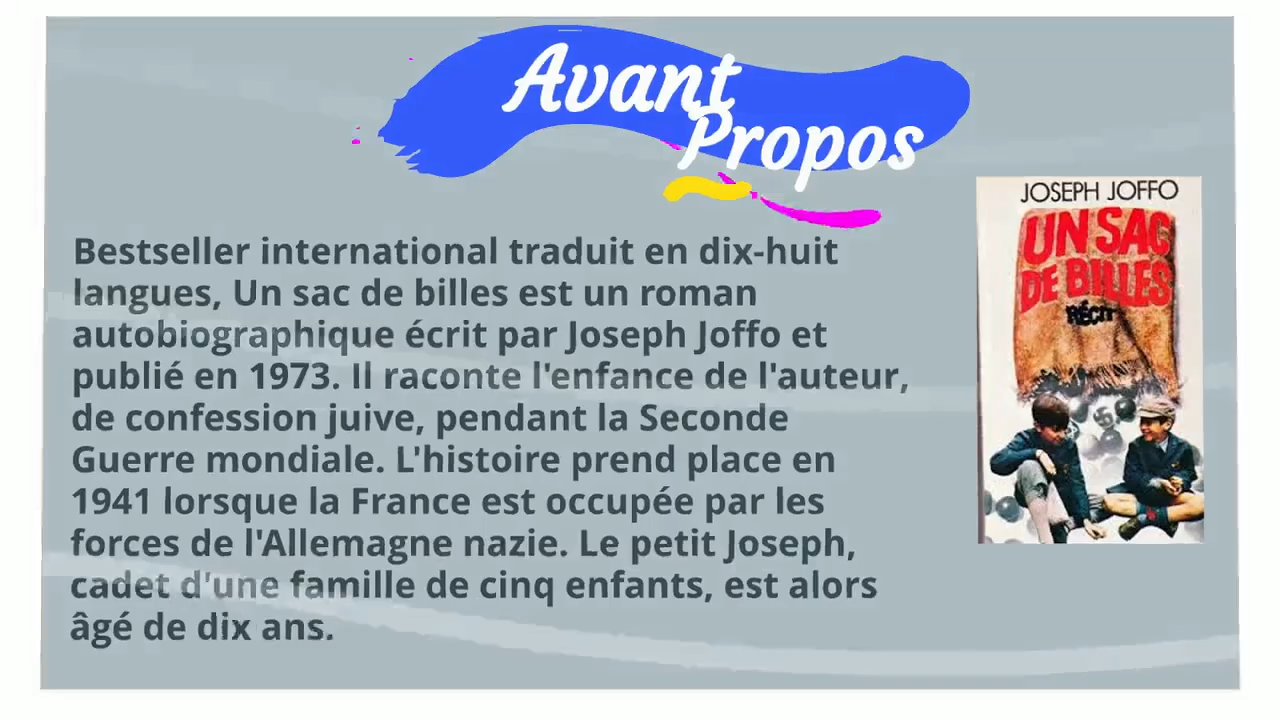 Avant
Propos
JOSEPH JOFFO
UN SAC
DE BILLES
RÉCIT
Bestseller international traduit en dix-huit
langues, Un sac de billes est un roman
autobiographique écrit par Joseph Joffo et
publié en 1973. Il raconte l'enfance de l'auteur,
de confession juive, pendant la Seconde
Guerre mondiale. L'histoire prend place en
1941 lorsque la France est occupée par les
forces de l'Allemagne nazie. Le petit Joseph,
cadet d'une famille de cinq enfants, est alors
âgé de dix ans.